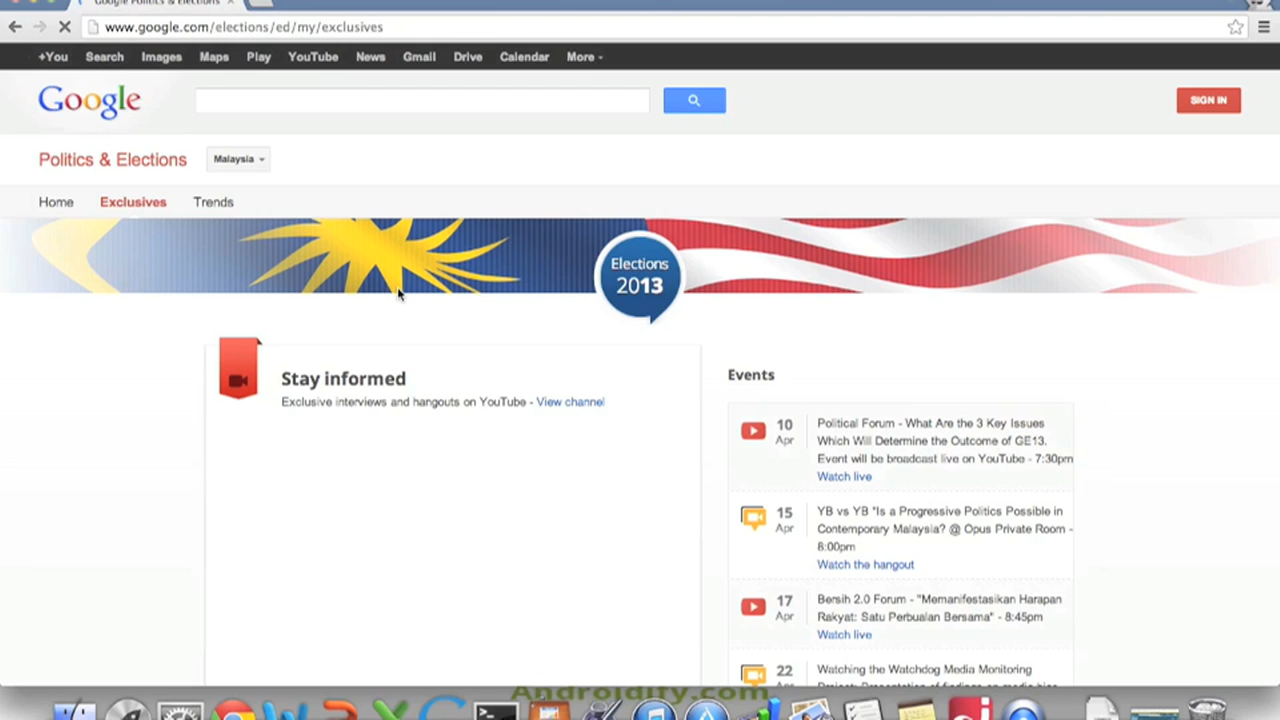 Google Politics & Elections
www.google.com/elections/ed/my/exclusives
+You Search Images Maps Play YouTube News Gmail Drive Calendar More
Google
SIGN IN
Politics & Elections Malaysia
Home Exclusives Trends
Elections
2013
Stay informed
Exclusive interviews and hangouts on YouTube - View channel
Events
10
Apr
Political Forum - What Are the 3 Key Issues
Which Will Determine the Outcome of GE13.
Event will be broadcast live on YouTube - 7:30pm
Watch live
15
Apr
YB vs YB "Is a Progressive Politics Possible in
Contemporary Malaysia? @ Opus Private Room -
8:00pm
Watch the hangout
17
Apr
Bersih 2.0 Forum - "Memanifestasikan Harapan
Rakyat: Satu Perbualan Bersama" - 8:45pm
Watch live
22
Apr
Watching the Watchdog Media Monitoring
Androidify.com